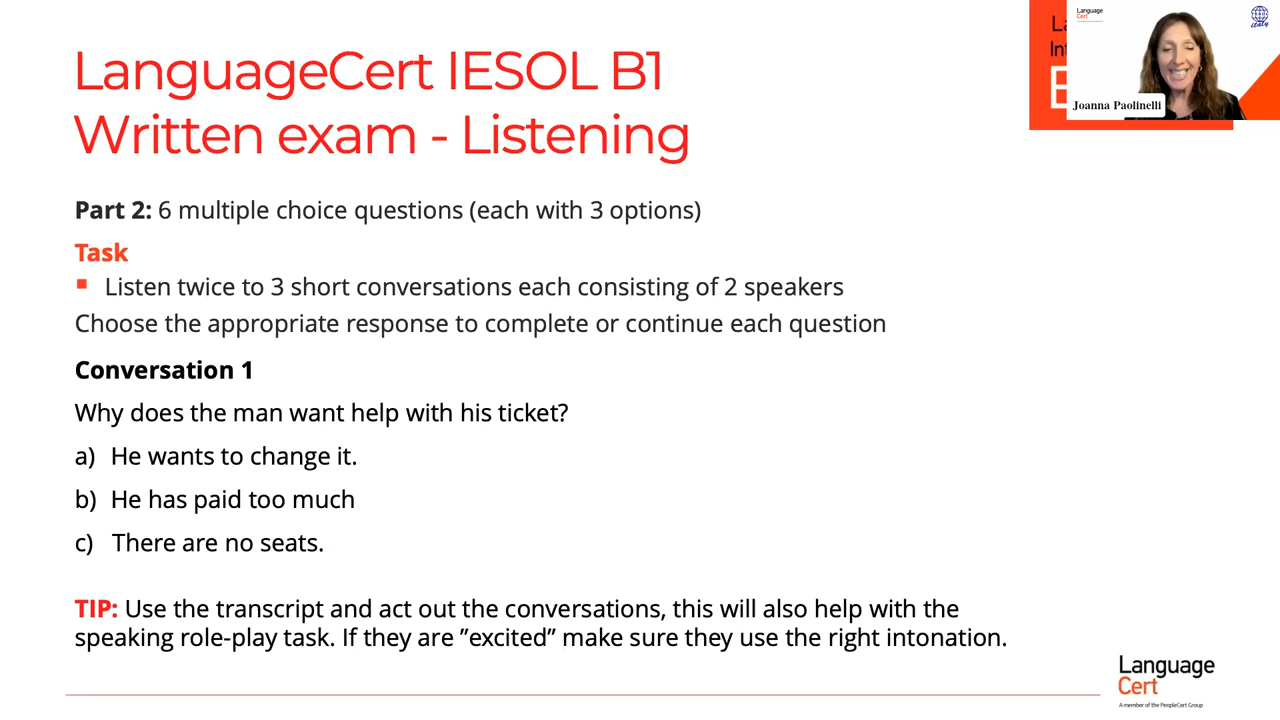 LanguageCert IESOL B1
Written exam - Listening
Part 2: 6 multiple choice questions (each with 3 options)
Task
▪ Listen twice to 3 short conversations each consisting of 2 speakers
Choose the appropriate response to complete or continue each question
Conversation 1
Why does the man want help with his ticket?
a) He wants to change it.
b) He has paid too much
c) There are no seats.
TIP: Use the transcript and act out the conversations, this will also help with the
speaking role-play task. If they are ”excited” make sure they use the right intonation.
Language
Cert
Joanna Paolinelli
Language
Cert
A member of the PeopleCert Group